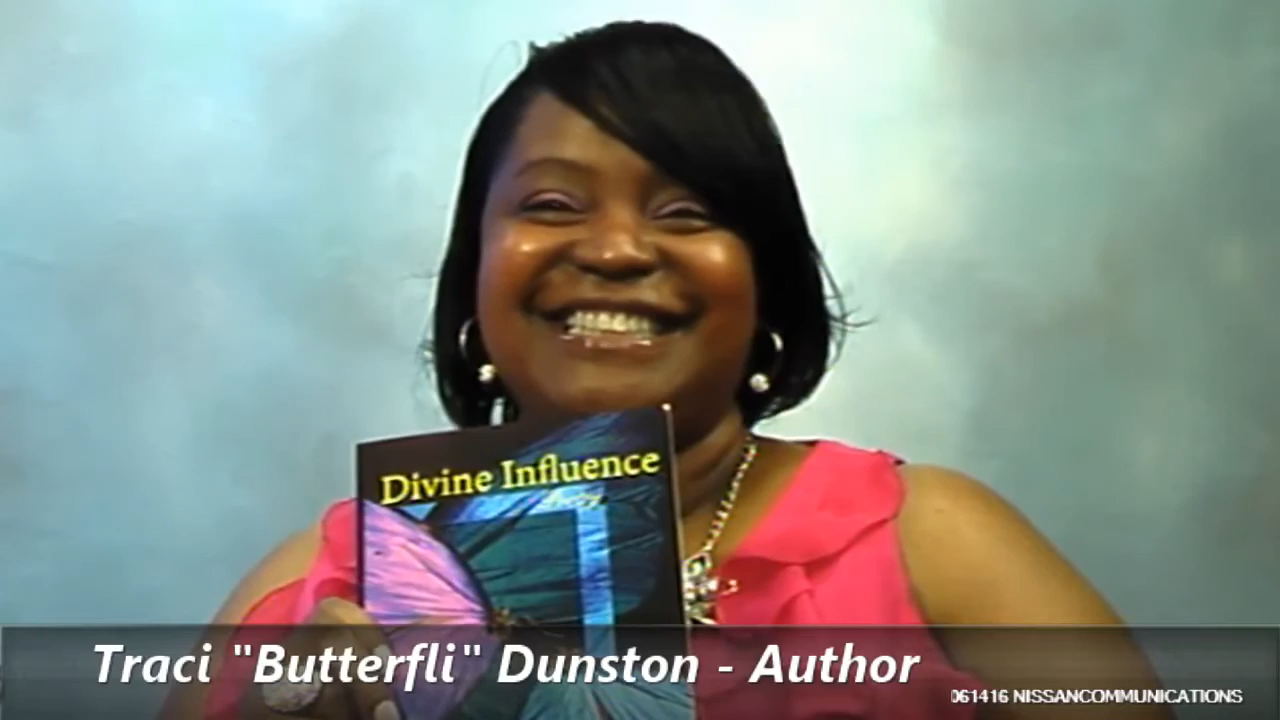 Divine Influence
Traci "Butterfli" Dunston - Author
061416 NISSANCOMMUNICATIONS